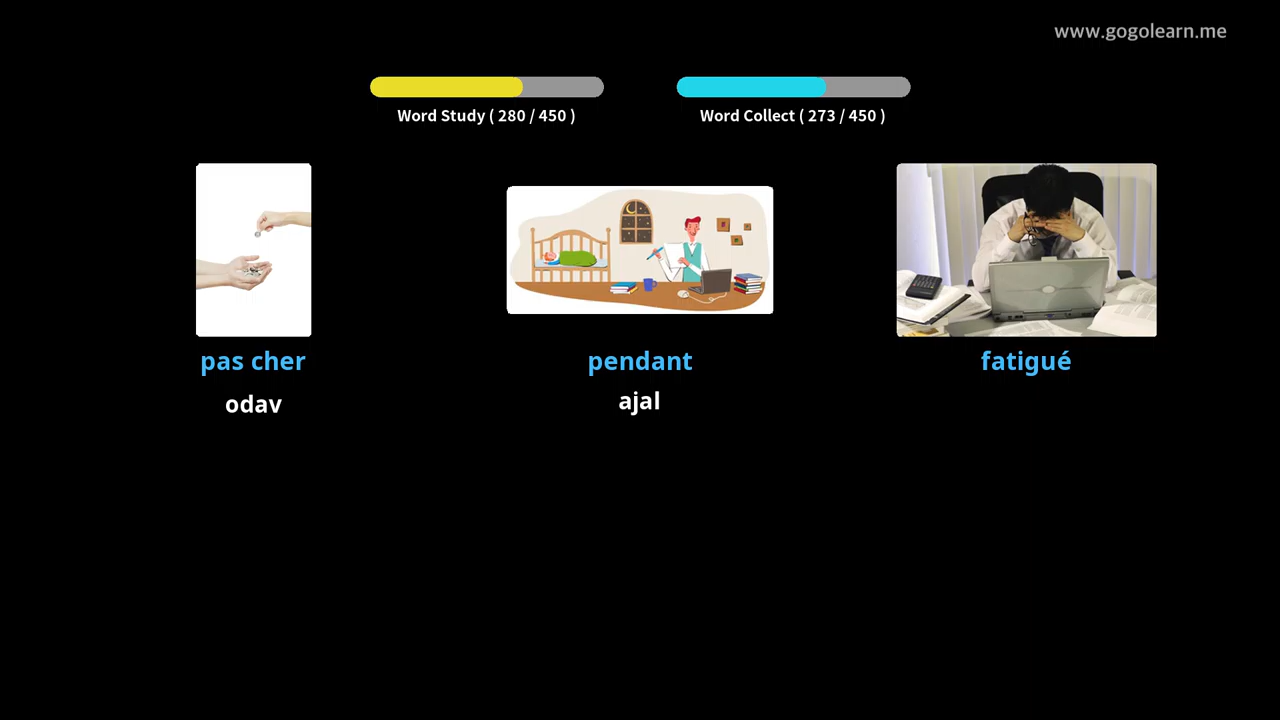 www.gogolearn.me
Word Study ( 280 / 450 )
Word Collect ( 273 / 450 )
pas cher
odav
pendant
ajal
fatigué